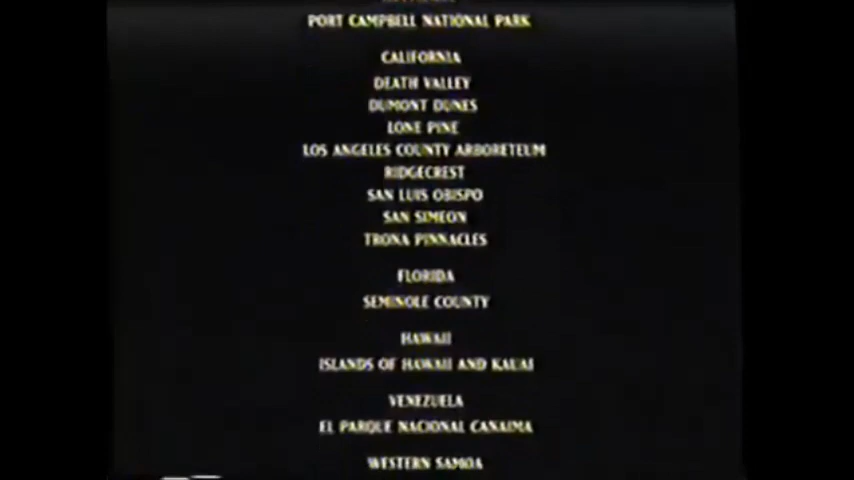 PORT CAMPBELL NATIONAL PARK
CALIFORNIA
DEATH VALLEY
DUMONT DUNES
LONE PINE
LOS ANGELES COUNTY ARBORETEUM
RIDGECREST
SAN LUIS OBISPO
SAN SIMEON
TRONA PINNACLES
FLORIDA
SEMINOLE COUNTY
HAWAII
ISLANDS OF HAWAII AND KAUAI
VENEZUELA
EL PARQUE NACIONAL CANAIMA
WESTERN SAMOA